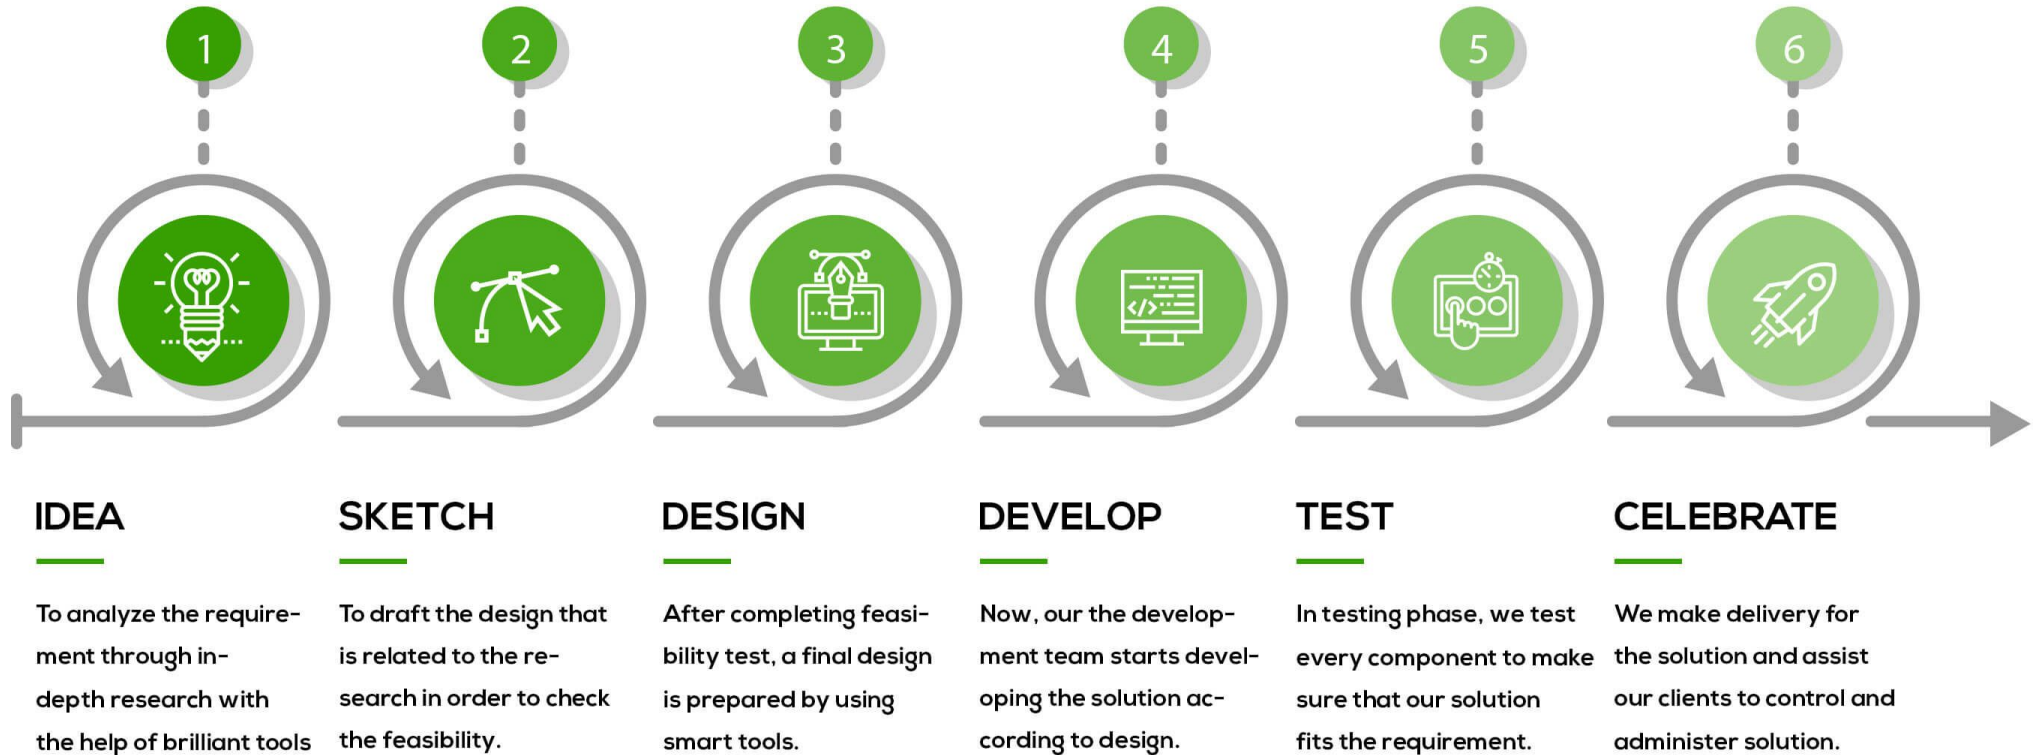 1
2
3
4
5
6
</>
IDEA
To analyze the require-
ment through in-
depth research with
the help of brilliant tools
SKETCH
To draft the design that
is related to the re-
search in order to check
the feasibility.
DESIGN
After completing feasi-
bility test, a final design
is prepared by using
smart tools.
DEVELOP
Now, our the develop-
ment team starts devel-
oping the solution ac-
cording to design.
TEST
In testing phase, we test
every component to make
sure that our solution
fits the requirement.
CELEBRATE
We make delivery for
the solution and assist
our clients to control and
administer solution.